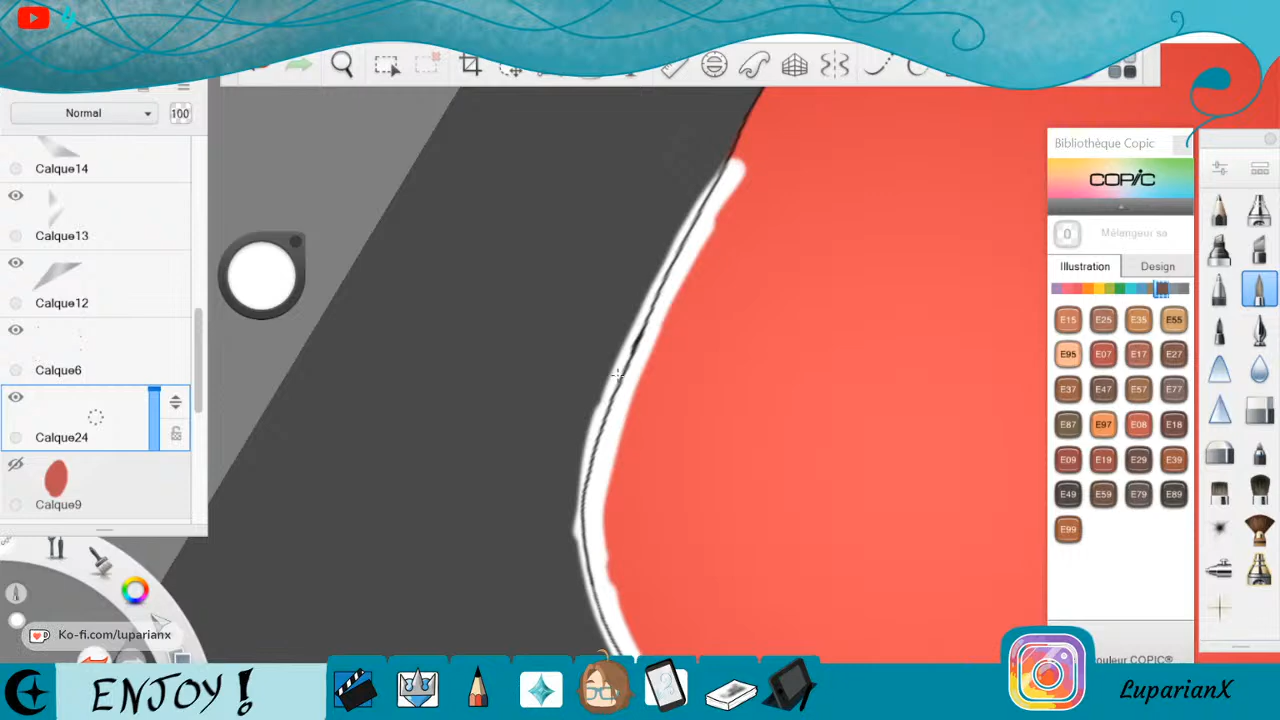 Normal
100
Calque14
Calque13
Calque12
Calque6
Calque24
Calque9
Bibliothèque Copic
COPIC
0
Mélangeur sa
Illustration
Design
E15 E25 E35 E55
E95 E07 E17 E27
E37 E47 E57 E77
E87 E97 E08 E18
E09 E19 E29 E39
E49 E59 E79 E89
E99
ouleur COPIC®
Ko-fi.com/luparianx
ENJOY !
LuparianX